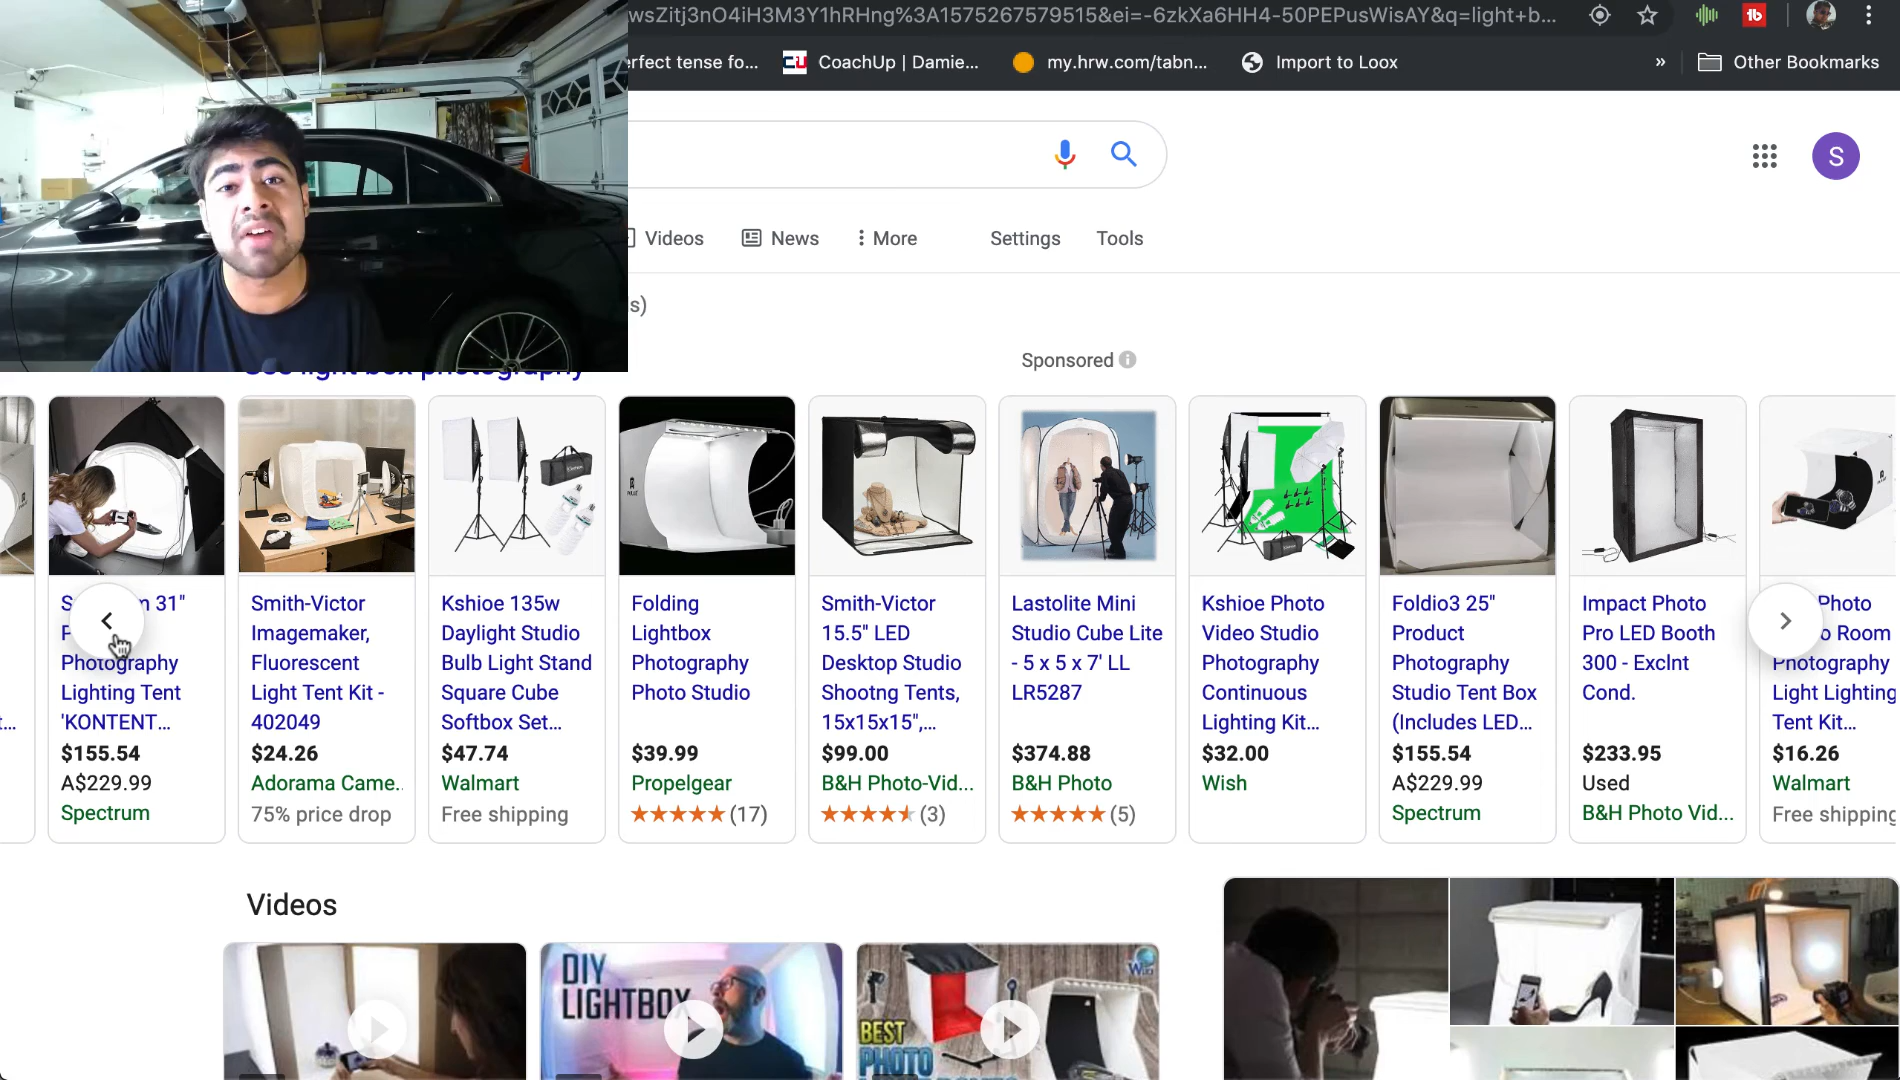 wsZitj3nO4iH3M3Y1hRHng%3A1575267579515&ei=-6zkXa6HH4-50PEPusWisAY&q=light+b...
tb
erfect tense fo...
CU
CoachUp | Damie...
my.hrw.com/tabn...
Import to Loox
»
Other Bookmarks
S
Videos
News
More
Settings
Tools
s)
See light box photography
Sponsored
31"
Photography
Lighting Tent
'KONTENT...
$155.54
A$229.99
Spectrum
Smith-Victor
Imagemaker,
Fluorescent
Light Tent Kit -
402049
$24.26
Adorama Came..
75% price drop
Kshioe 135w
Daylight Studio
Bulb Light Stand
Square Cube
Softbox Set...
$47.74
Walmart
Free shipping
Folding
Lightbox
Photography
Photo Studio
$39.99
Propelgear
(17)
Smith-Victor
15.5" LED
Desktop Studio
Shootng Tents,
15x15x15",...
$99.00
B&H Photo-Vid...
(3)
Lastolite Mini
Studio Cube Lite
- 5 x 5 x 7' LL
LR5287
$374.88
B&H Photo
(5)
Kshioe Photo
Video Studio
Photography
Continuous
Lighting Kit...
$32.00
Wish
Foldio3 25"
Product
Photography
Studio Tent Box
(Includes LED...
$155.54
A$229.99
Spectrum
Impact Photo
Pro LED Booth
300 - Exclnt
Cond.
$233.95
Used
B&H Photo Vid...
Photo
Room
Photography
Light Lighting
Tent Kit...
$16.26
Walmart
Free shipping
Videos
DIY
LIGHTBOX
BEST
PHOTO
Wiki